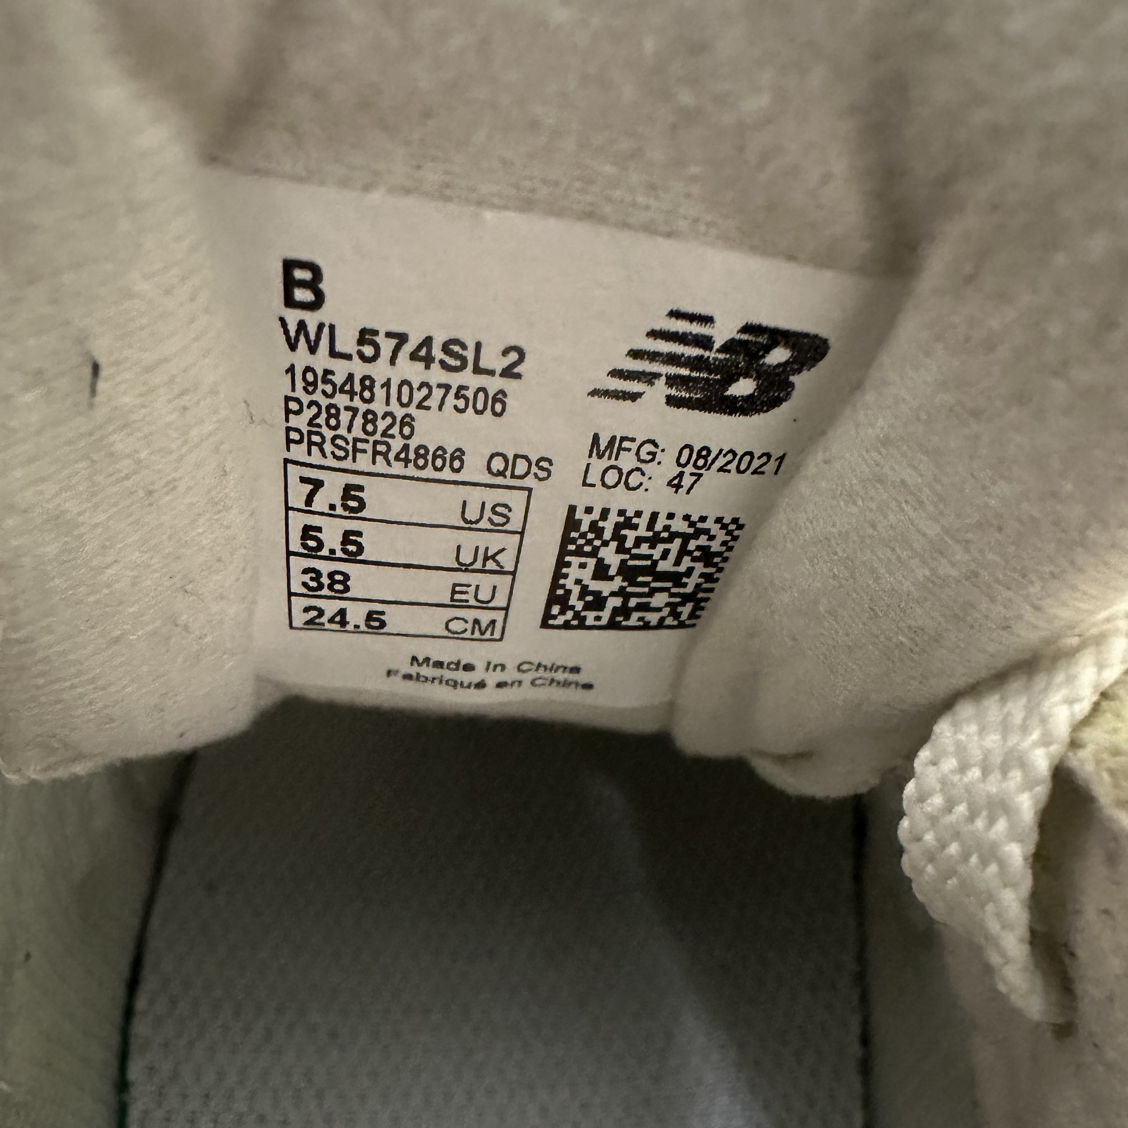 B
WL574SL2
195481027506
P287826
PRSFR4866 QDS
7.5 US
5.5 UK
38 EU
24.5 CM
NB
MFG: 08/2021
LOC: 47
Made in China
Fabriqué en Chine